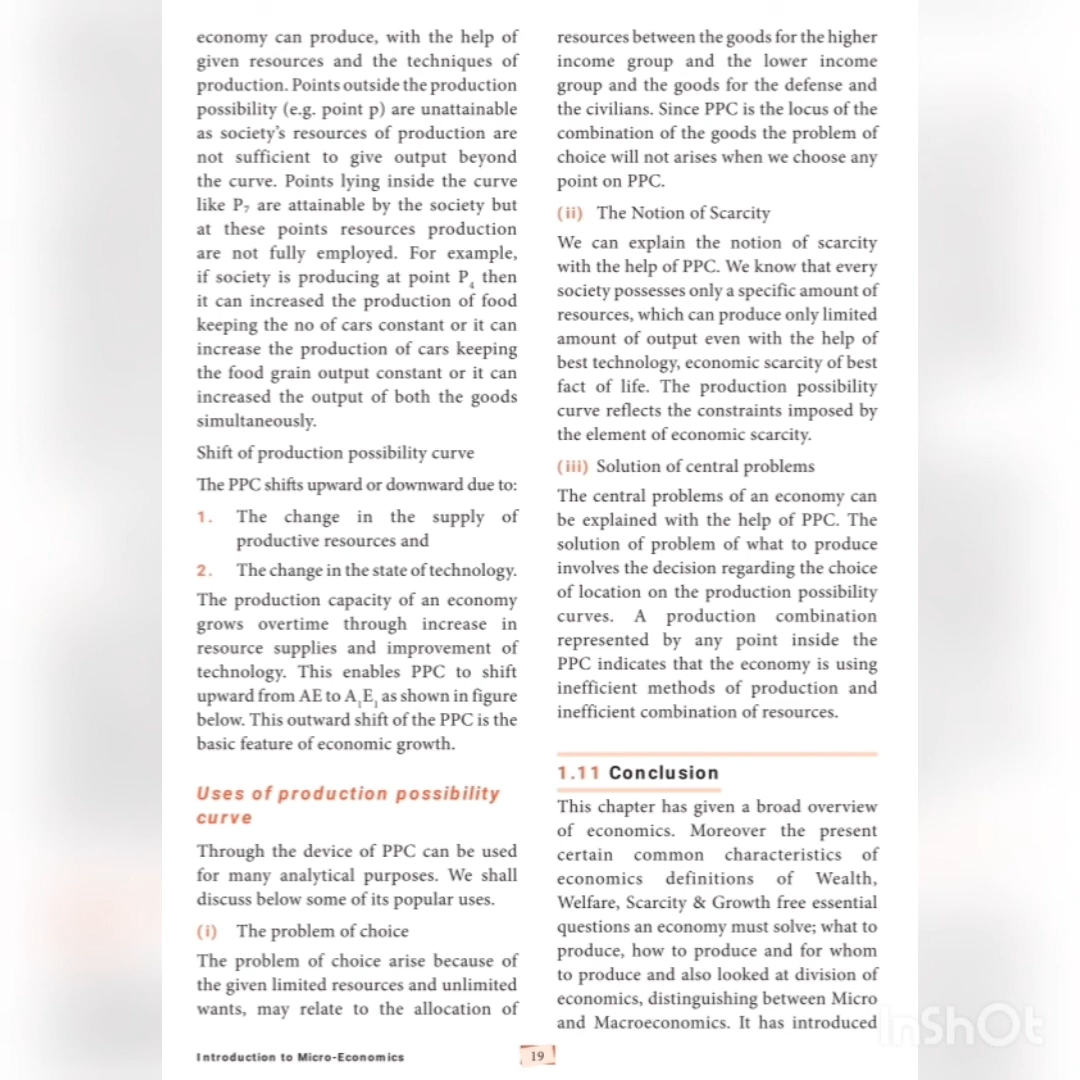 economy can produce, with the help of
given resources and the techniques of
production. Points outside the production
possibility (e.g. point p) are unattainable
as society's resources of production are
not sufficient to give output beyond
the curve. Points lying inside the curve
like P₇ are attainable by the society but
at these points resources production
are not fully employed. For example,
if society is producing at point P₄ then
it can increased the production of food
keeping the no of cars constant or it can
increase the production of cars keeping
the food grain output constant or it can
increased the output of both the goods
simultaneously.
Shift of production possibility curve
The PPC shifts upward or downward due to:
1. The change in the supply of
productive resources and
2. The change in the state of technology.
The production capacity of an economy
grows overtime through increase in
resource supplies and improvement of
technology. This enables PPC to shift
upward from AE to A₁E₁ as shown in figure
below. This outward shift of the PPC is the
basic feature of economic growth.
Uses of production possibility
curve
Through the device of PPC can be used
for many analytical purposes. We shall
discuss below some of its popular uses.
(i) The problem of choice
The problem of choice arise because of
the given limited resources and unlimited
wants, may relate to the allocation of
resources between the goods for the higher
income group and the lower income
group and the goods for the defense and
the civilians. Since PPC is the locus of the
combination of the goods the problem of
choice will not arises when we choose any
point on PPC.
(ii) The Notion of Scarcity
We can explain the notion of scarcity
with the help of PPC. We know that every
society possesses only a specific amount of
resources, which can produce only limited
amount of output even with the help of
best technology, economic scarcity of best
fact of life. The production possibility
curve reflects the constraints imposed by
the element of economic scarcity.
(iii) Solution of central problems
The central problems of an economy can
be explained with the help of PPC. The
solution of problem of what to produce
involves the decision regarding the choice
of location on the production possibility
curves. A production combination
represented by any point inside the
PPC indicates that the economy is using
inefficient methods of production and
inefficient combination of resources.
1.11 Conclusion
This chapter has given a broad overview
of economics. Moreover the present
certain common characteristics of
economics definitions of Wealth,
Welfare, Scarcity & Growth free essential
questions an economy must solve; what to
produce, how to produce and for whom
to produce and also looked at division of
economics, distinguishing between Micro
and Macroeconomics. It has introduced
Introduction to Micro-Economics
19
InShOt